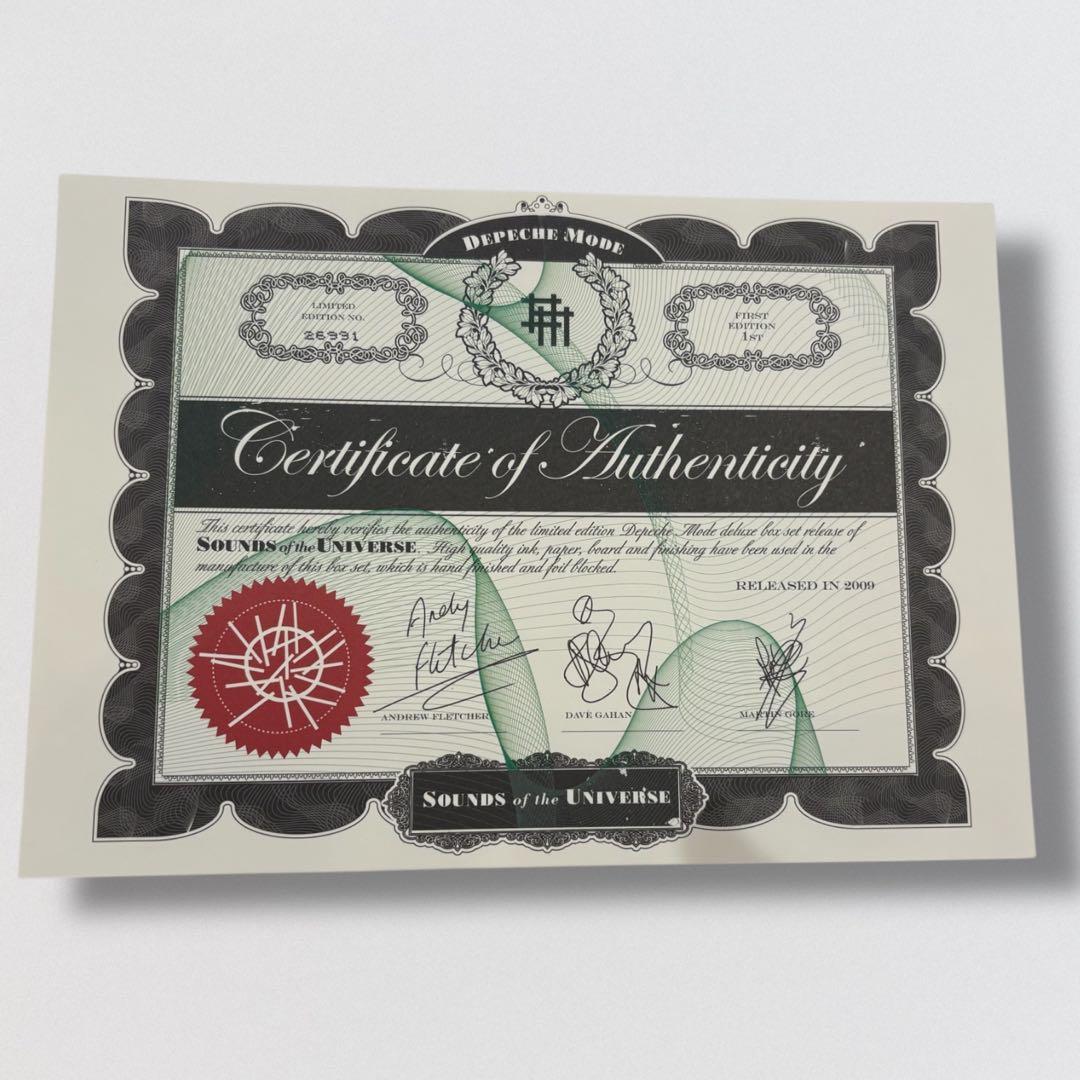 DEPECHE MODE
LIMITED
EDITION NO.
26991
FIRST
EDITION
1ST
Certificate of Authenticity
This certificate hereby verifies the authenticity of the limited edition Depeche Mode deluxe box set release of
SOUNDS of the UNIVERSE. High quality ink, paper, board and finishing have been used in the
manufacture of this box set, which is hand finished and foil blocked.
RELEASED IN 2009
Andy
Fletcher
ANDREW FLETCHER
DAVE GAHAN
MARTIN GORE
SOUNDS of the UNIVERSE